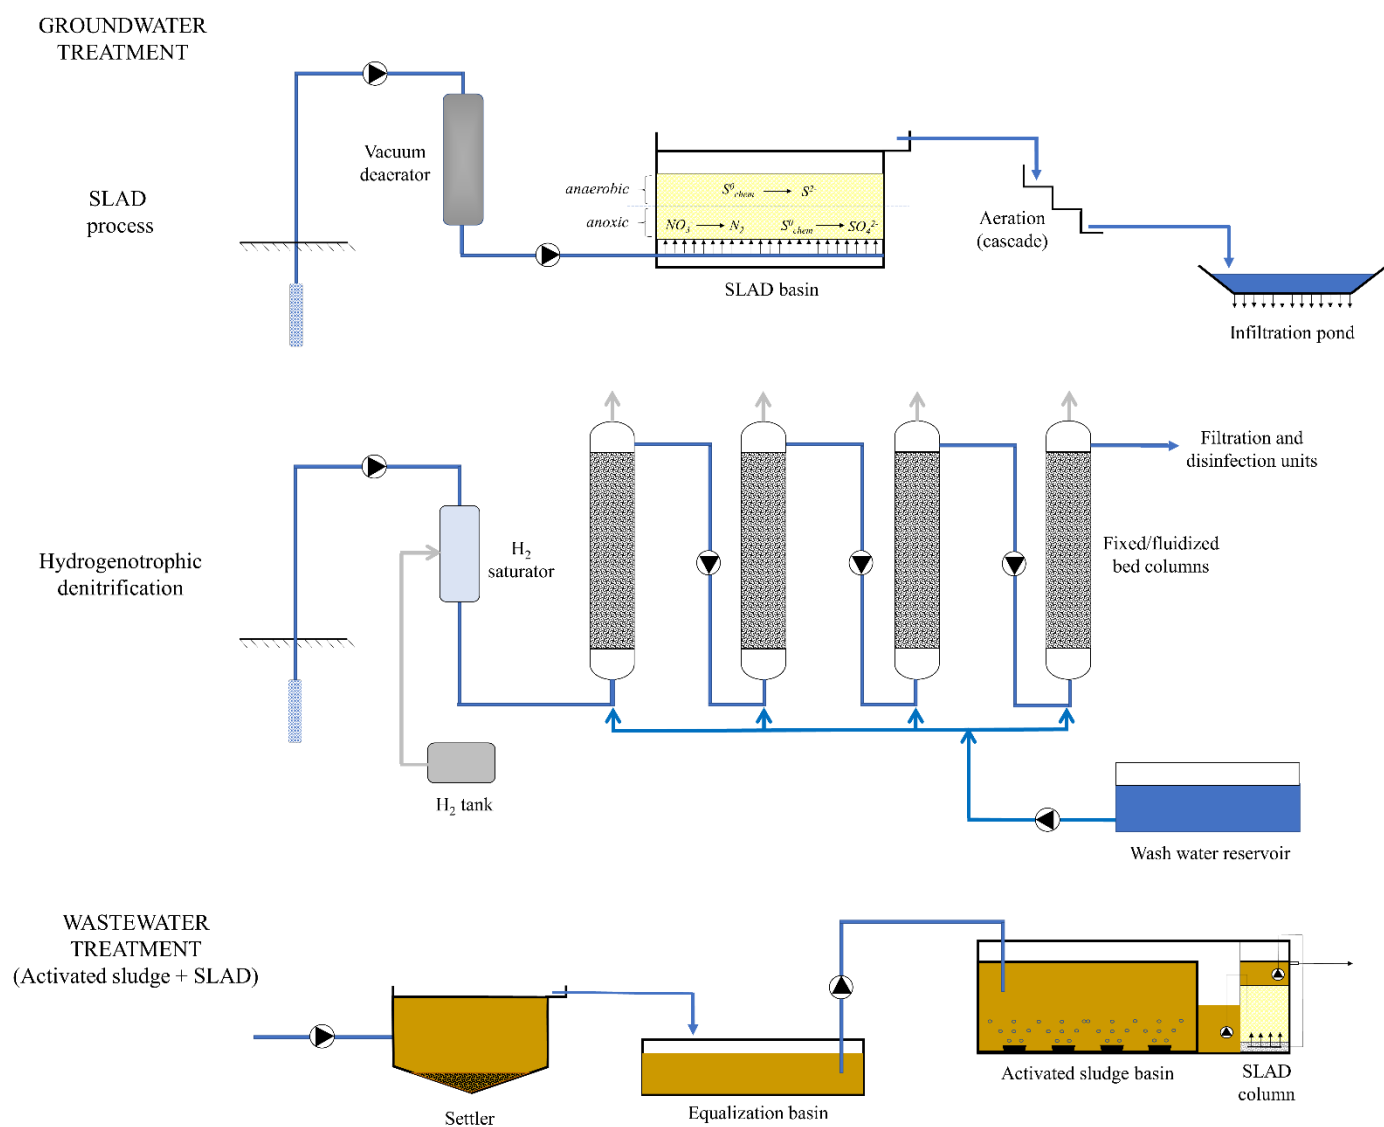 GROUNDWATER
TREATMENT
SLAD
process
Vacuum
deaerator
anaerobic
anoxic
S⁰chem → S²⁻
NO₃⁻ → N₂
S⁰chem → SO₄²⁻
SLAD basin
Aeration
(cascade)
Infiltration pond
Hydrogenotrophic
denitrification
H₂
saturator
H₂ tank
Filtration and
disinfection units
Fixed/fluidized
bed columns
Wash water reservoir
WASTEWATER
TREATMENT
(Activated sludge + SLAD)
Settler
Equalization basin
Activated sludge basin
SLAD
column